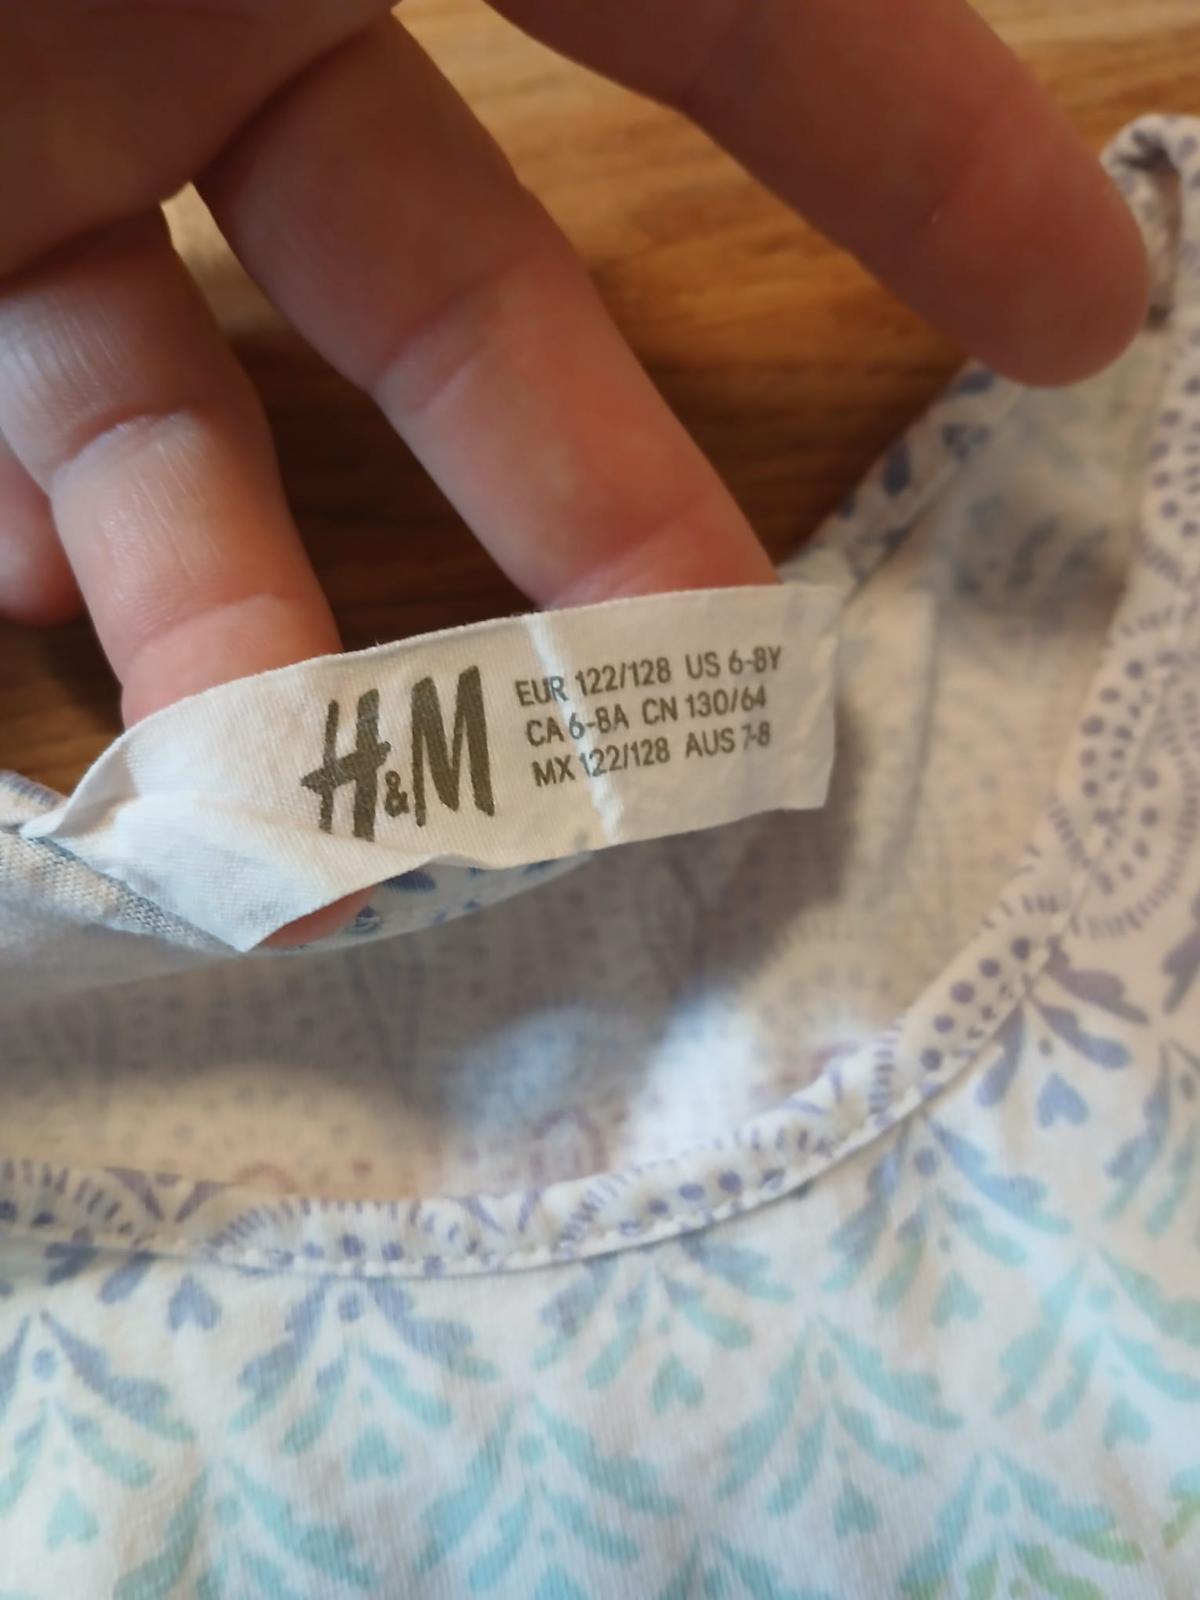 H&M
EUR 122/128 US 6-8Y
CA 6-8A CN 130/64
MX 122/128 AUS 7-8